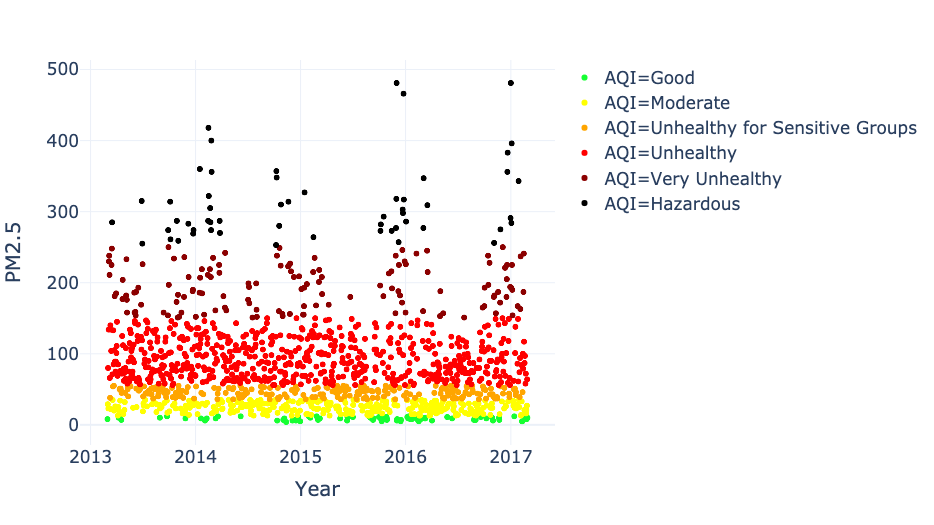 500
400
300
200
100
0
PM2.5
2013
2014
2015
2016
2017
Year
AQI=Good
AQI=Moderate
AQI=Unhealthy for Sensitive Groups
AQI=Unhealthy
AQI=Very Unhealthy
AQI=Hazardous